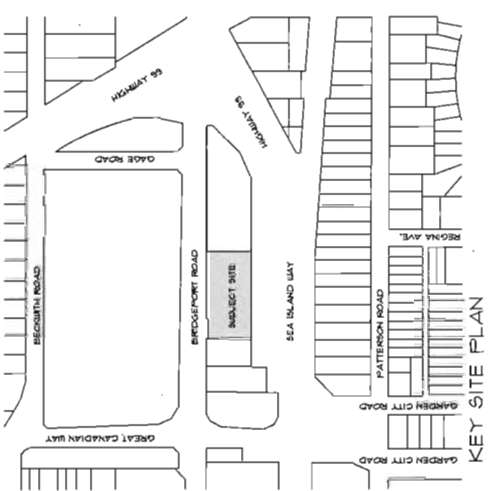 HIGHWAY 99
HIGHWAY 99
GAGE ROAD
REGINA AVE.
BECKWITH ROAD
BRIDGEPORT ROAD
SUBJECT SITE
SEA ISLAND WAY
PATTERSON ROAD
KEY SITE PLAN
GARDEN CITY ROAD
GREAT CANADIAN WAY
GARDEN CITY ROAD